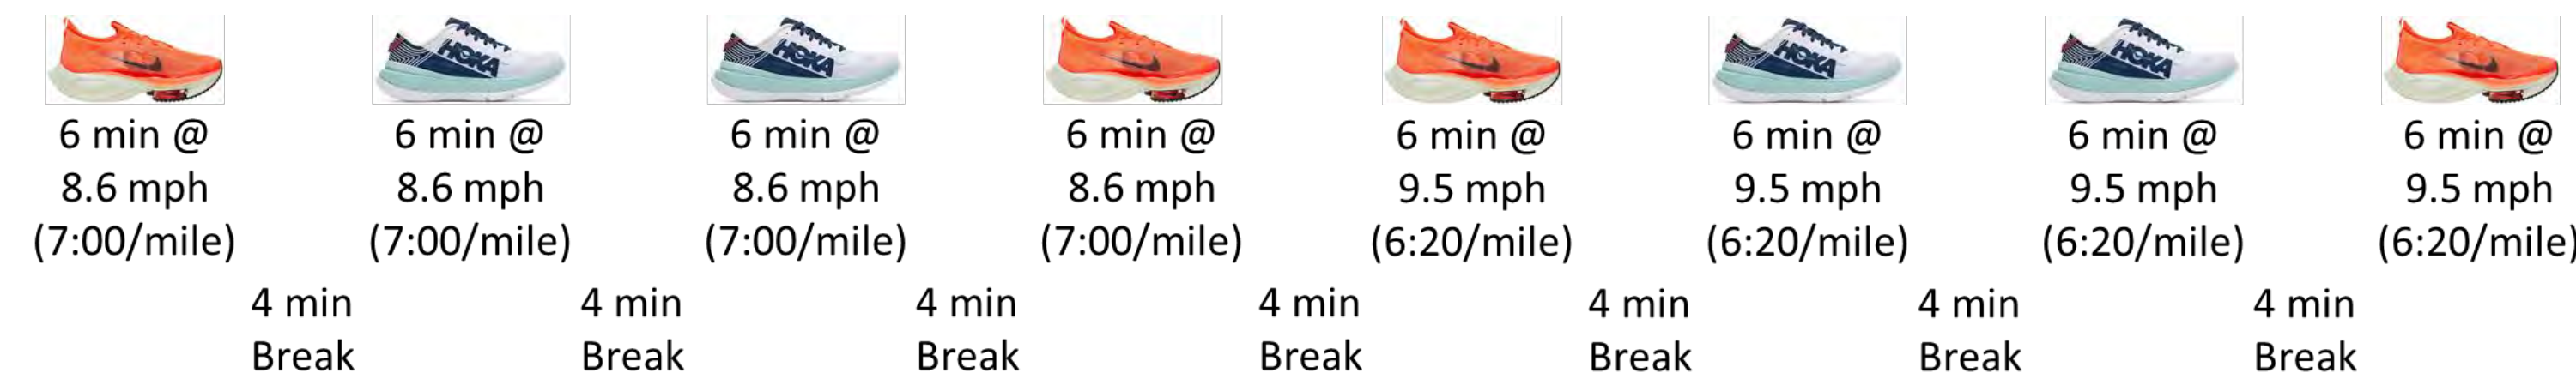 HOKA
HOKA
HOKA
HOKA
6 min @
8.6 mph
(7:00/mile)
6 min @
8.6 mph
(7:00/mile)
6 min @
8.6 mph
(7:00/mile)
6 min @
8.6 mph
(7:00/mile)
6 min @
9.5 mph
(6:20/mile)
6 min @
9.5 mph
(6:20/mile)
6 min @
9.5 mph
(6:20/mile)
6 min @
9.5 mph
(6:20/mile)
4 min
Break
4 min
Break
4 min
Break
4 min
Break
4 min
Break
4 min
Break
4 min
Break